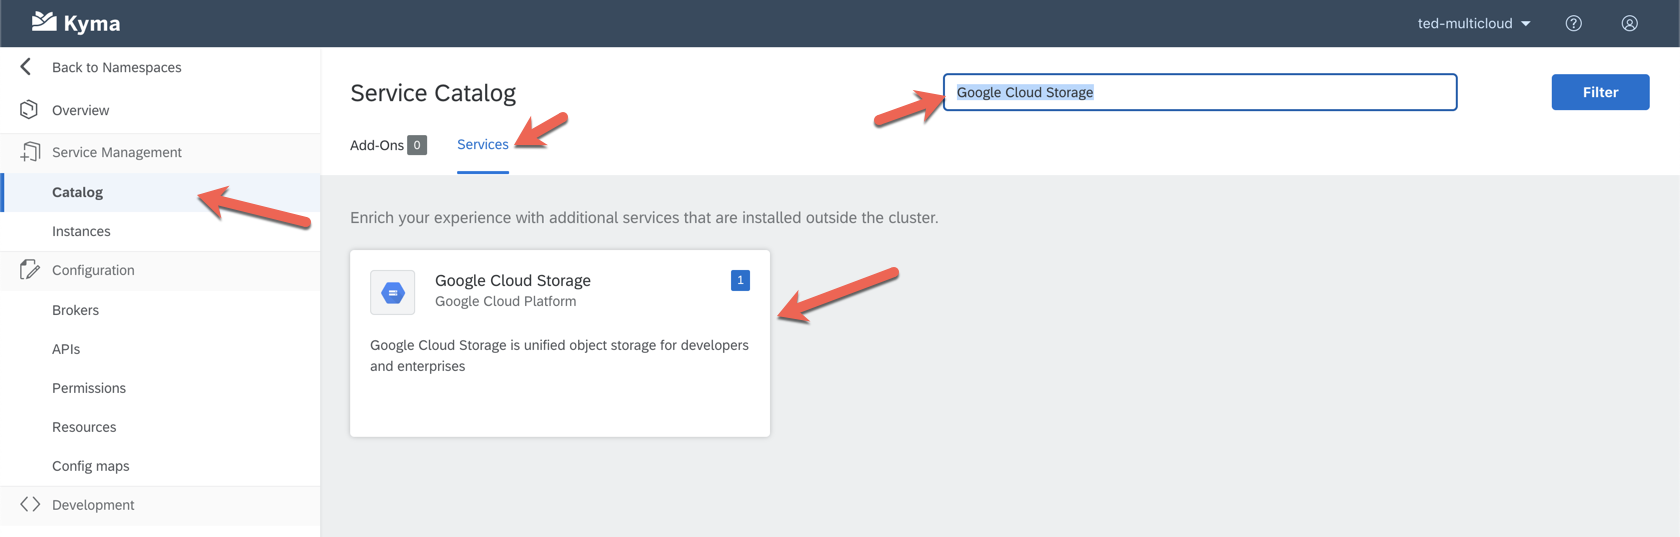 Kyma
ted-multicloud
Back to Namespaces
Overview
Service Management
Catalog
Instances
Configuration
Brokers
APIs
Permissions
Resources
Config maps
Development
Service Catalog
Google Cloud Storage
Filter
Add-Ons 0 Services
Enrich your experience with additional services that are installed outside the cluster.
Google Cloud Storage 1
Google Cloud Platform
Google Cloud Storage is unified object storage for developers
and enterprises